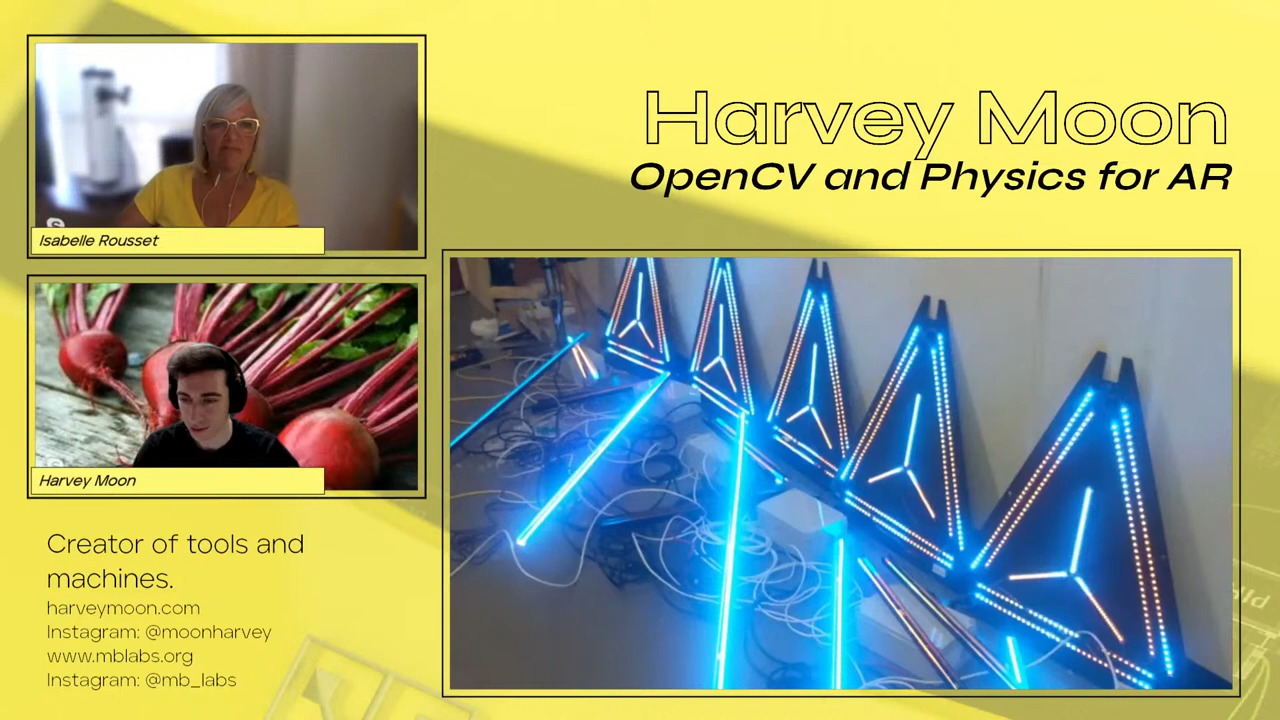 Harvey Moon
OpenCV and Physics for AR
Isabelle Rousset
Harvey Moon
Creator of tools and
machines.
harveymoon.com
Instagram: @moonharvey
www.mblabs.org
Instagram: @mb_labs